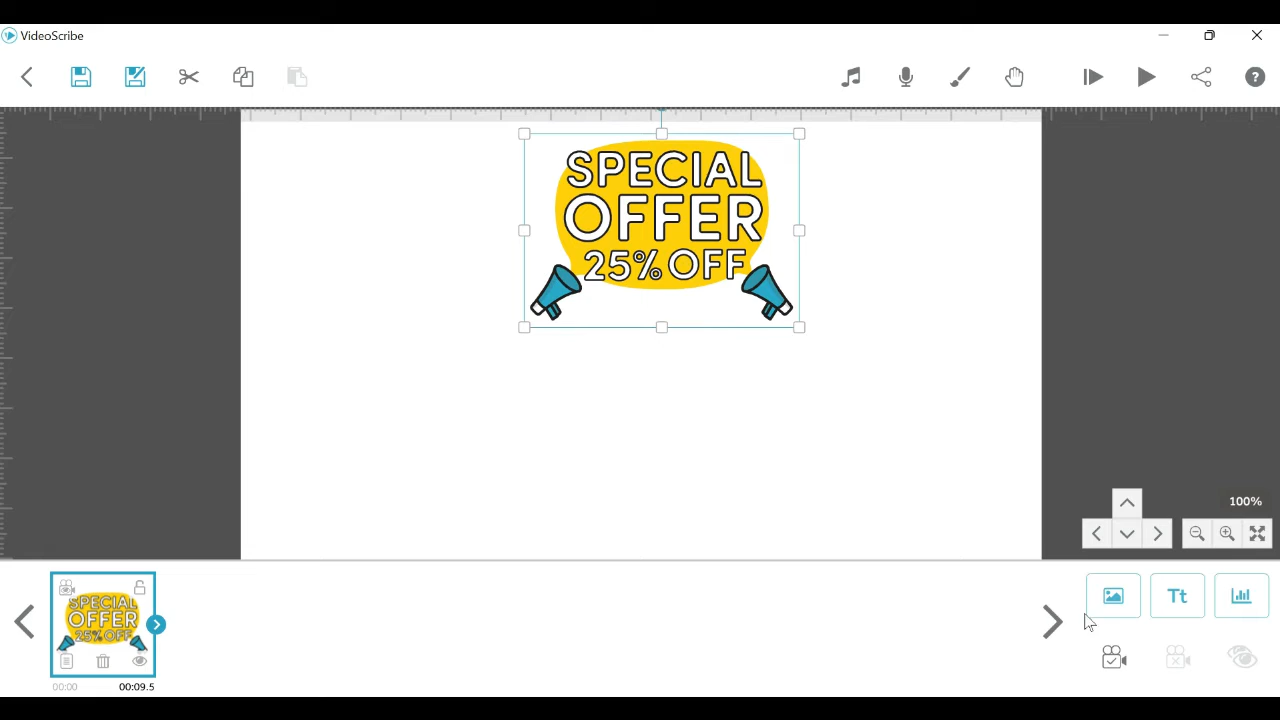 VideoScribe
SPECIAL
OFFER
25% OFF
100%
SPECIAL
OFFER
25% OFF
Tt
00:00
00:09.5